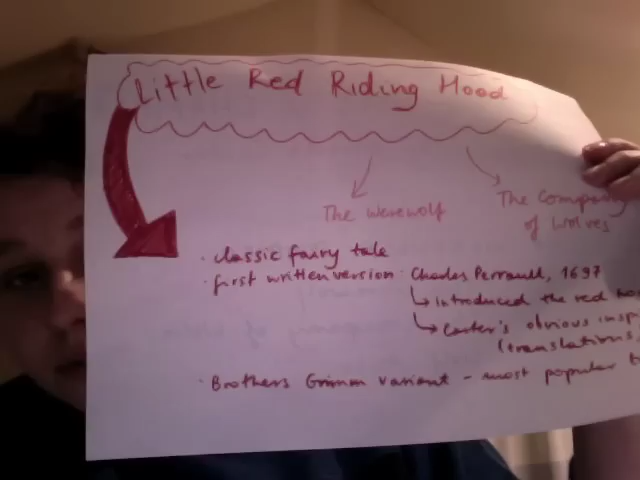 Little Red Riding Hood
The Werewolf
The Company
of Wolves
· classic fairy tale
· first written version · Charles Perrault, 1697
↳ introduced the red
↳ Carter's obvious
(translations,
· Brothers Grimm variant - most popular